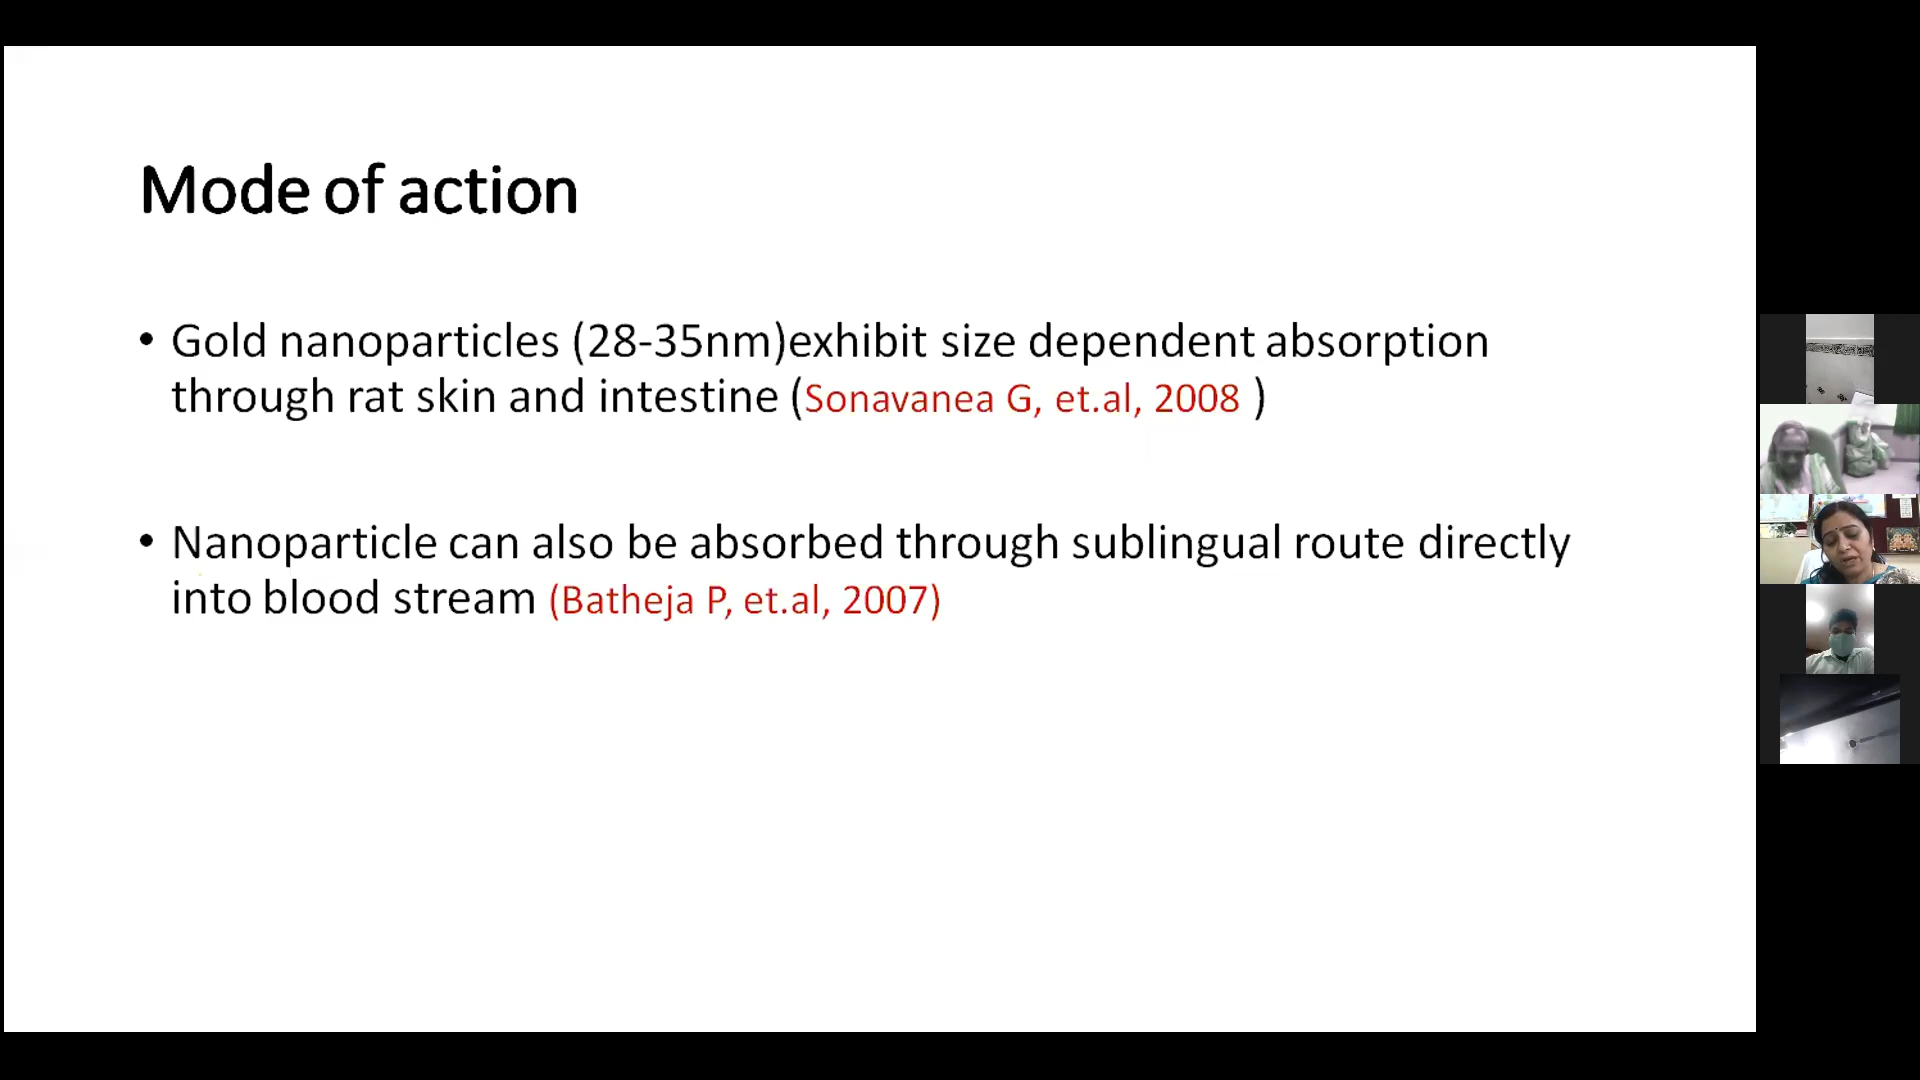 Mode of action
• Gold nanoparticles (28-35nm)exhibit size dependent absorption
through rat skin and intestine (Sonavanea G, et.al, 2008 )
• Nanoparticle can also be absorbed through sublingual route directly
into blood stream (Batheja P, et.al, 2007)